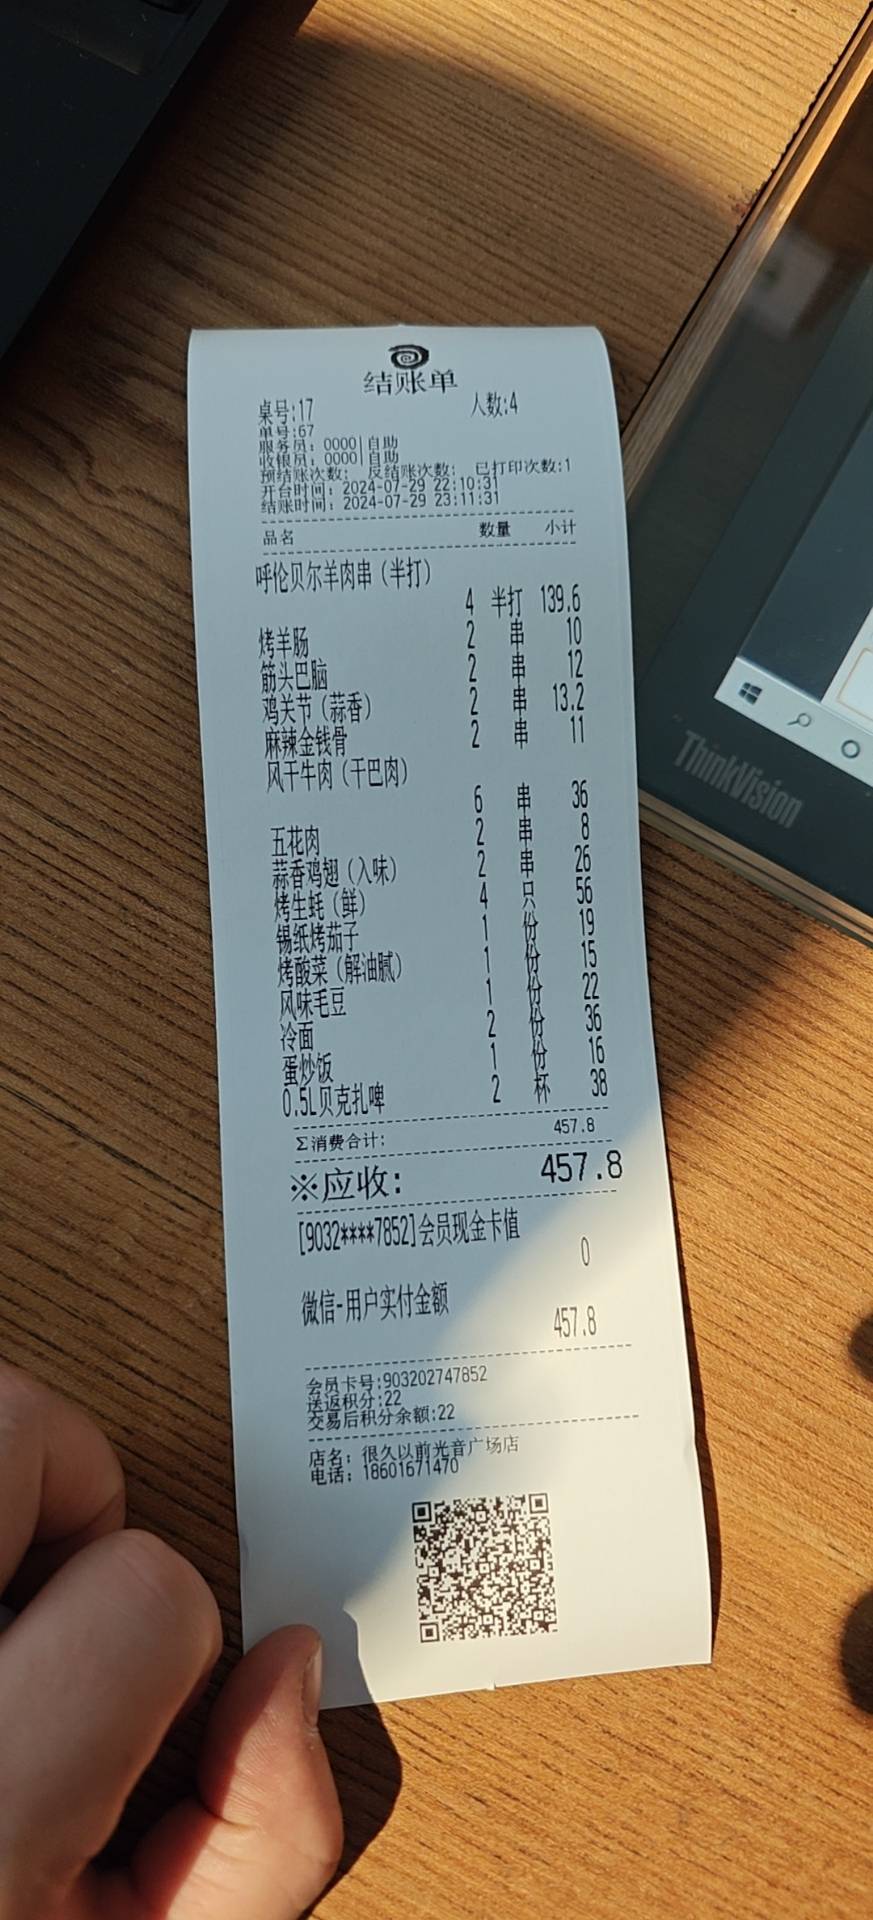 结账单
桌号:17 人数:4
单号:67
服务员: 0000|自助
收银员: 0000|自助
预结账次数: 反结账次数: 已打印次数:1
开台时间: 2024-07-29 22:10:31
结账时间: 2024-07-29 23:11:31
品名 数量 小计
呼伦贝尔羊肉串(半打)
4 半打 139.6
烤羊肠 2 串 10
筋头巴脑 2 串 12
鸡关节(蒜香) 2 串 13.2
麻辣金钱骨 2 串 11
风干牛肉(干巴肉)
6 串 36
五花肉 2 串 8
蒜香鸡翅(入味) 2 串 26
烤生蚝(鲜) 4 只 56
锡纸烤茄子 1 份 19
烤酸菜(解油腻) 1 份 15
风味毛豆 1 份 22
冷面 2 份 36
蛋炒饭 1 份 16
0.5L贝克扎啤 2 杯 38
Σ消费合计: 457.8
※应收: 457.8
[9032****7852]会员现金卡值
0
微信-用户实付金额
457.8
会员卡号:903202747852
送返积分:22
交易后积分余额:22
店名: 很久以前光音广场店
电话: 18601671470
ThinkVision